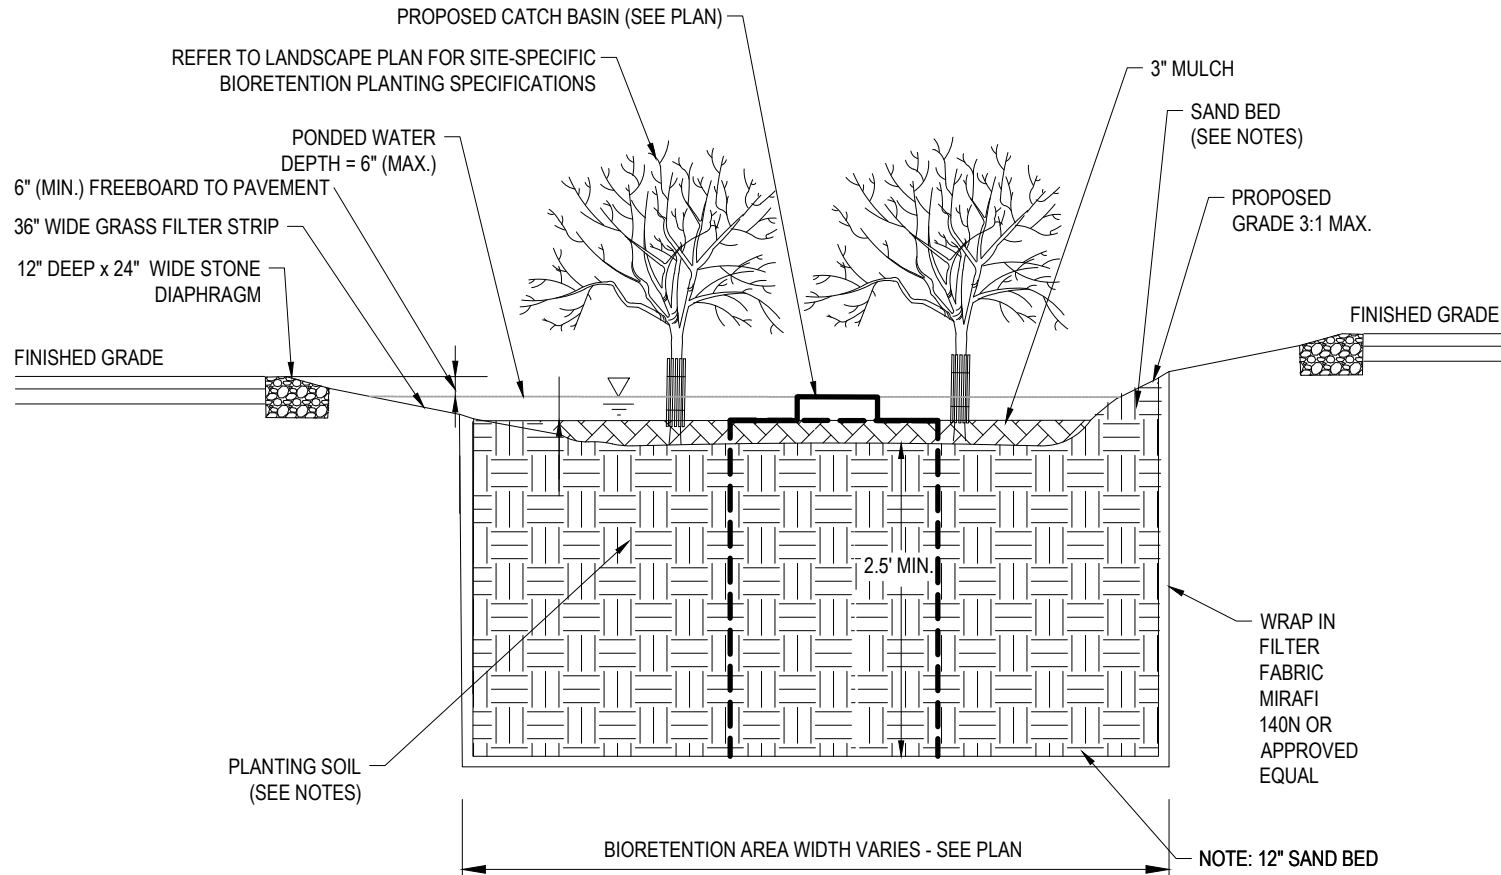 PROPOSED CATCH BASIN (SEE PLAN)
REFER TO LANDSCAPE PLAN FOR SITE-SPECIFIC
BIORETENTION PLANTING SPECIFICATIONS
PONDED WATER
DEPTH = 6" (MAX.)
6" (MIN.) FREEBOARD TO PAVEMENT
36" WIDE GRASS FILTER STRIP
12" DEEP x 24" WIDE STONE
DIAPHRAGM
FINISHED GRADE
3" MULCH
SAND BED
(SEE NOTES)
PROPOSED
GRADE 3:1 MAX.
FINISHED GRADE
2.5' MIN.
WRAP IN
FILTER
FABRIC
MIRAFI
140N OR
APPROVED
EQUAL
PLANTING SOIL
(SEE NOTES)
BIORETENTION AREA WIDTH VARIES - SEE PLAN
NOTE: 12" SAND BED